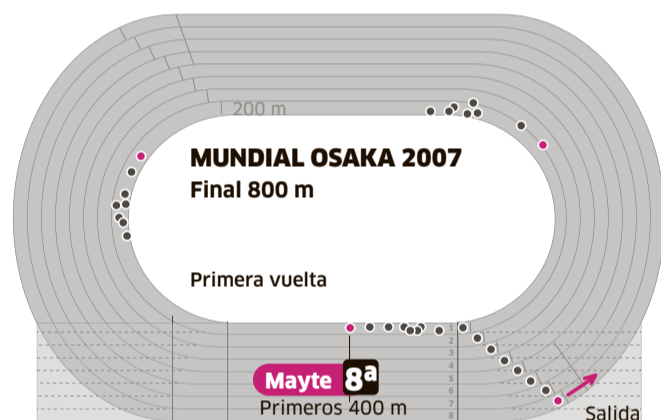 200 m
MUNDIAL OSAKA 2007
Final 800 m
Primera vuelta
1
2
3
4
5
6
7
8
Mayte 8ª
Primeros 400 m
Salida